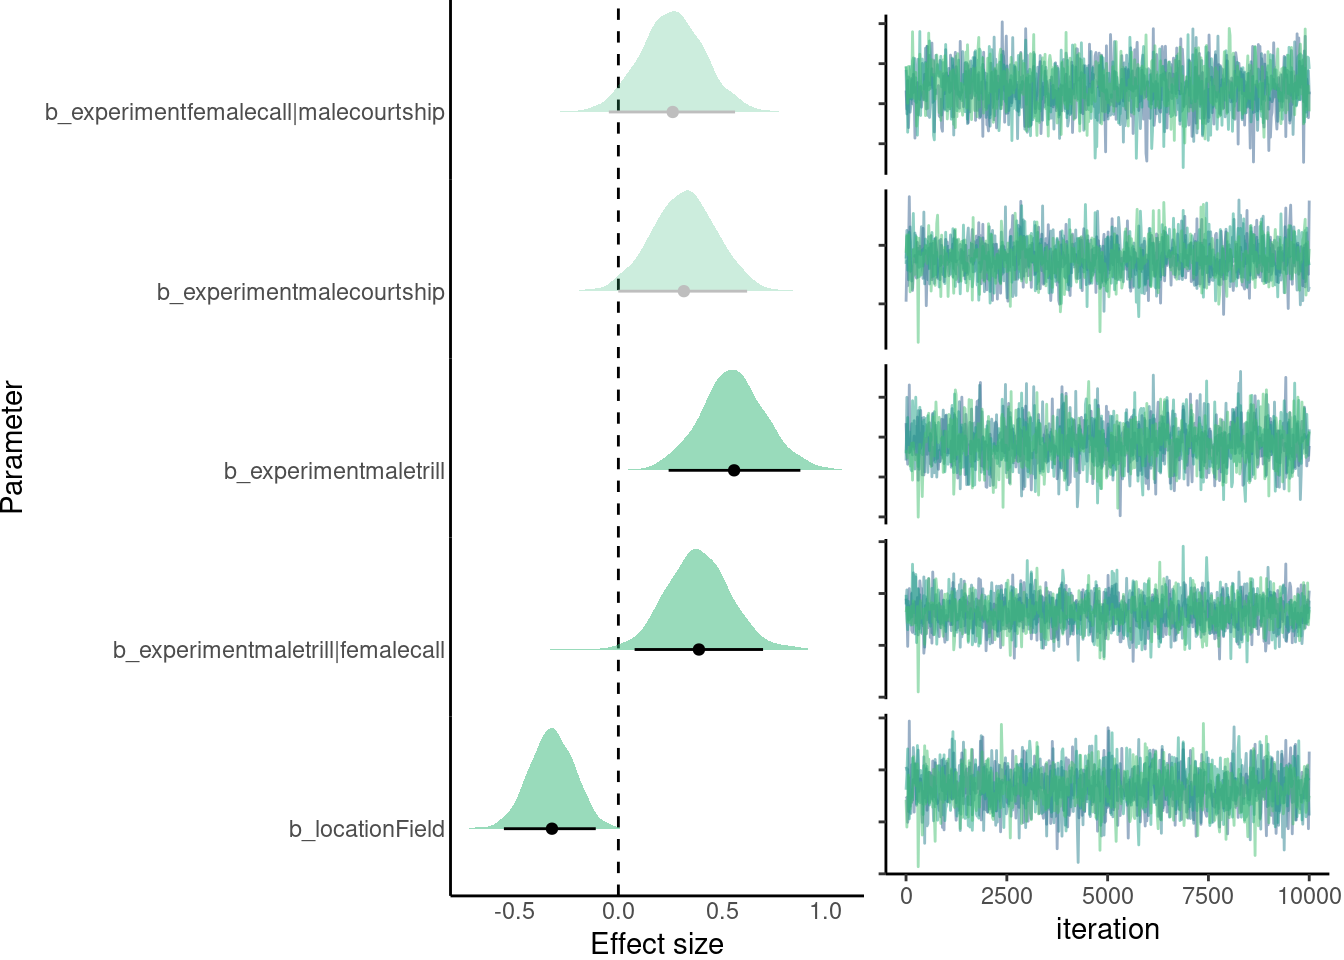 Parameter
b_experimentfemalecall|malecourtship
b_experimentmalecourtship
b_experimentmaletrill
b_experimentmaletrill|femalecall
b_locationField
-0.5 0.0 0.5 1.0
Effect size
0 2500 5000 7500 10000
iteration